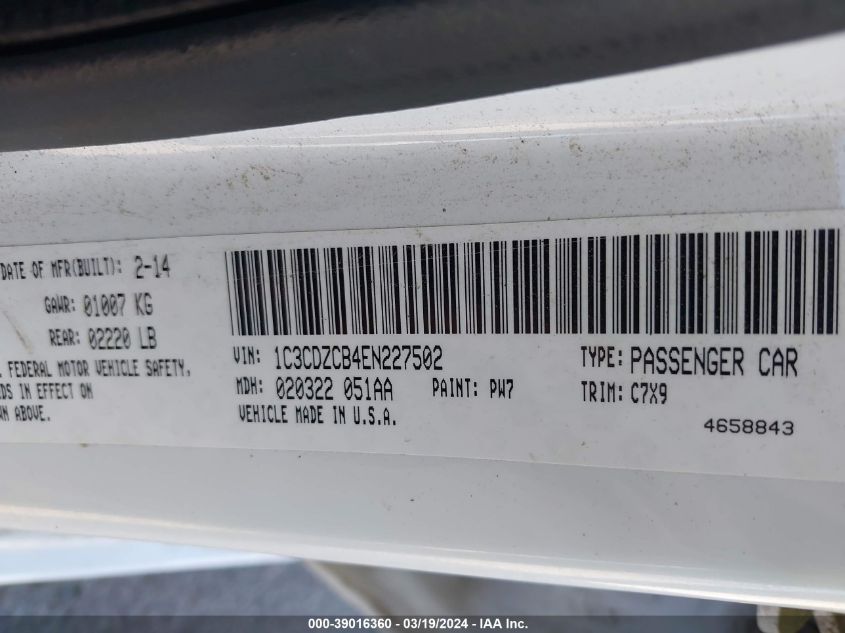 DATE OF MFR(BUILT): 2-14
GAWR: 01007 KG
REAR: 02220 LB
FEDERAL MOTOR VEHICLE SAFETY,
IN EFFECT ON
ABOVE.
VIN: 1C3CDZCB4EN227502
TYPE: PASSENGER CAR
MDH: 020322 051AA PAINT: PW7
TRIM: C7X9
VEHICLE MADE IN U.S.A.
4658843
000-39016360 - 03/19/2024 - IAA Inc.